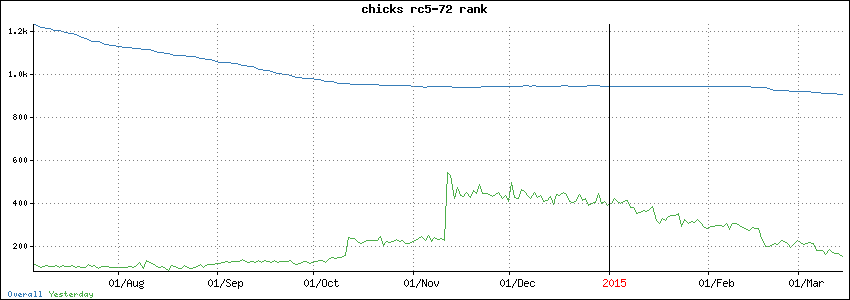 chicks rc5-72 rank
1.2k
1.0k
800
600
400
200
01/Aug 01/Sep 01/Oct 01/Nov 01/Dec 2015 01/Feb 01/Mar
Overall Yesterday